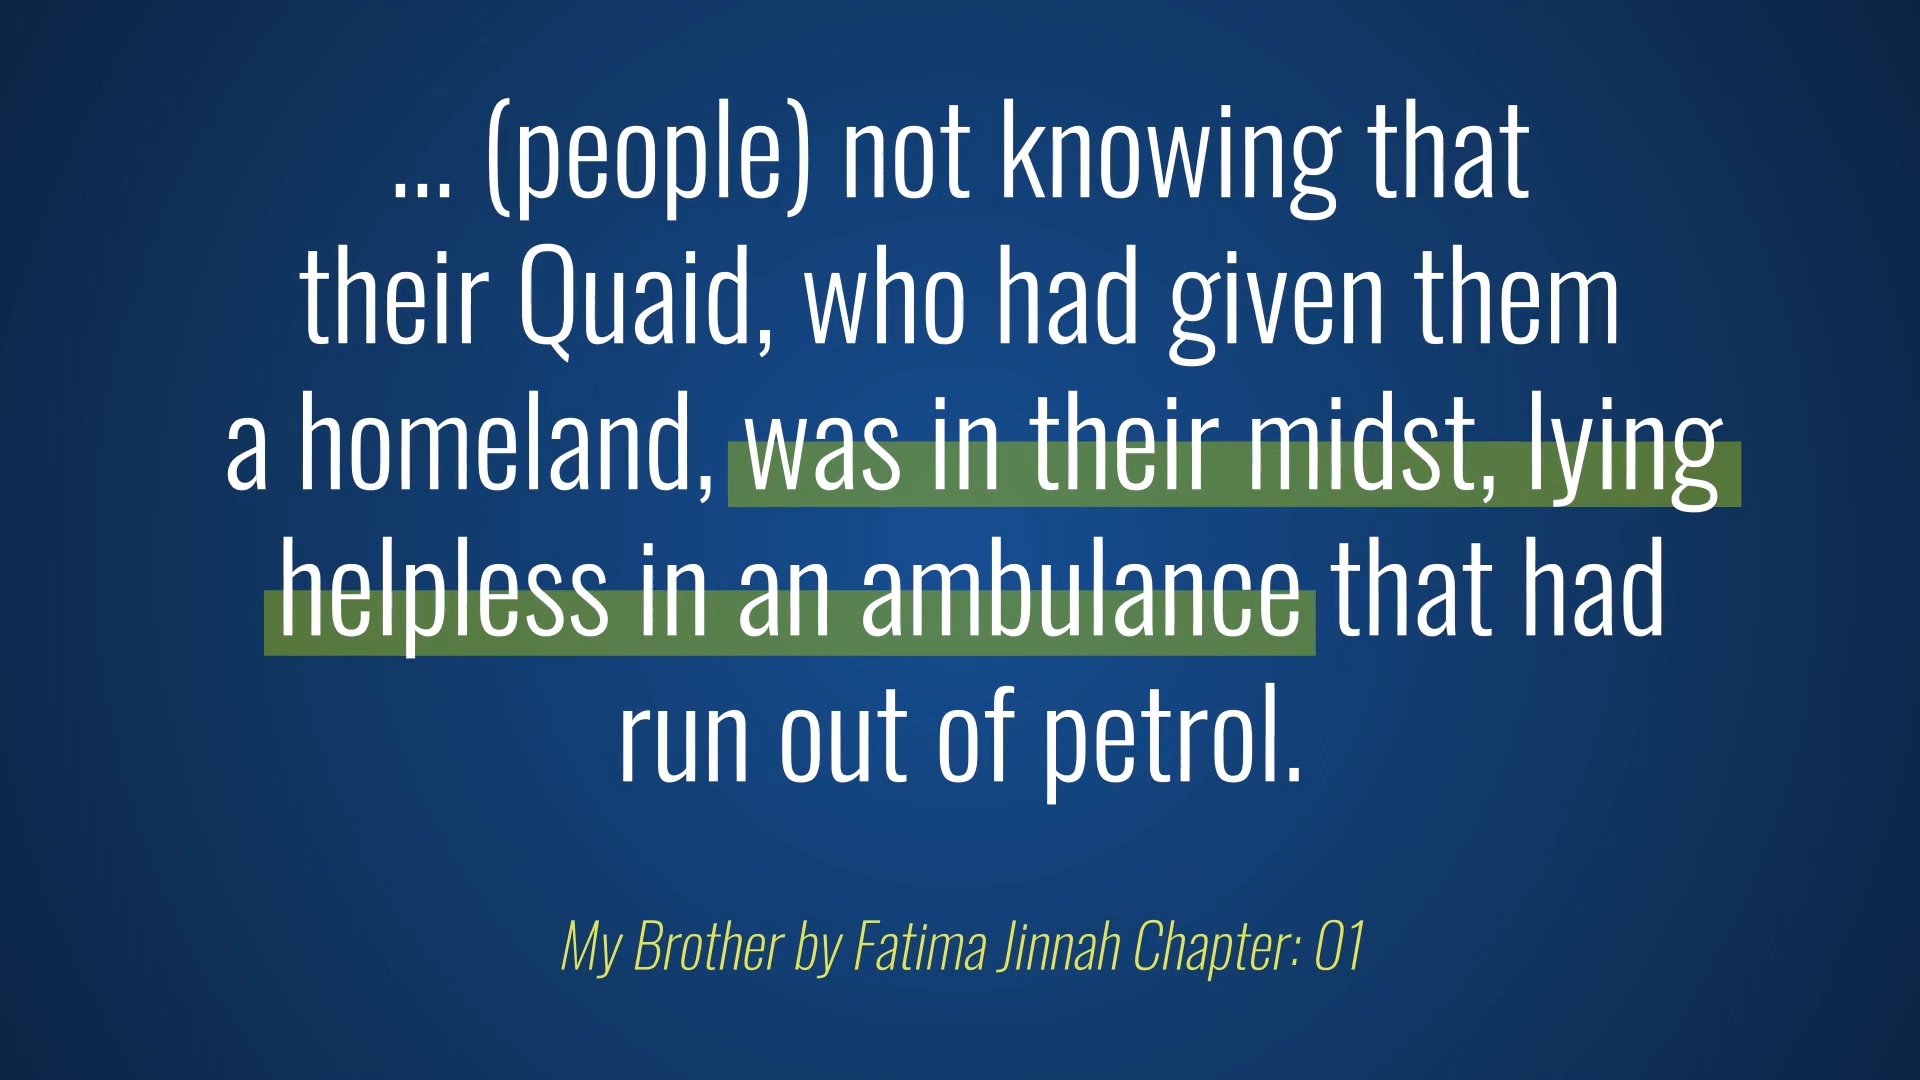 ... (people) not knowing that
their Quaid, who had given them
a homeland, was in their midst, lying
helpless in an ambulance that had
run out of petrol.
My Brother by Fatima Jinnah Chapter: 01